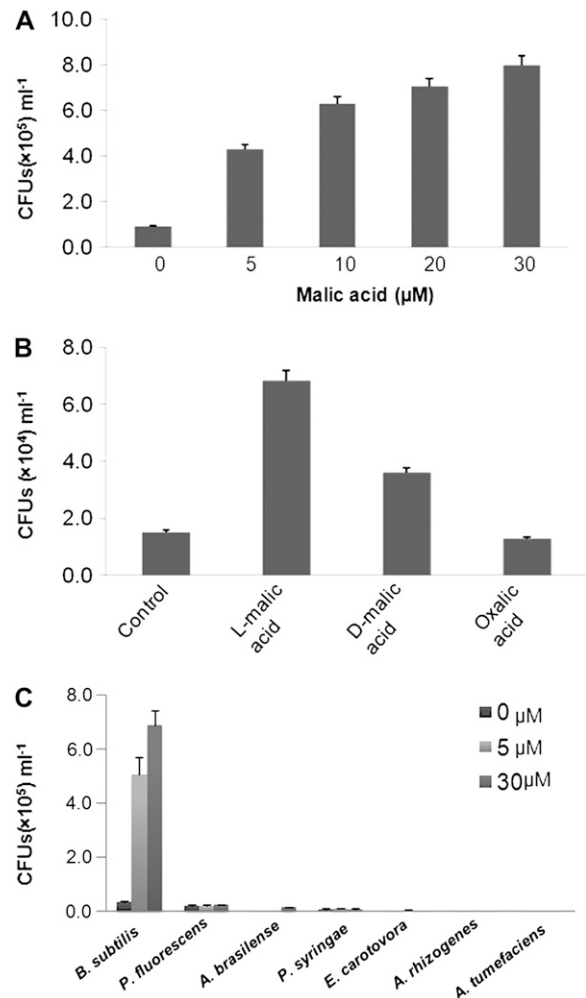 A
CFUs(×10⁵) ml⁻¹
10.0
8.0
6.0
4.0
2.0
0.0
0 5 10 20 30
Malic acid (µM)
B
CFUs (×10⁴) ml⁻¹
8.0
6.0
4.0
2.0
0.0
Control
L-malic
acid
D-malic
acid
Oxalic
acid
C
CFUs(×10⁵) ml⁻¹
8.0
6.0
4.0
2.0
0.0
0 µM
5 µM
30µM
B. subtilis
P. fluorescens
A. brasilense
P. syringae
E. carotovora
A. rhizogenes
A. tumefaciens